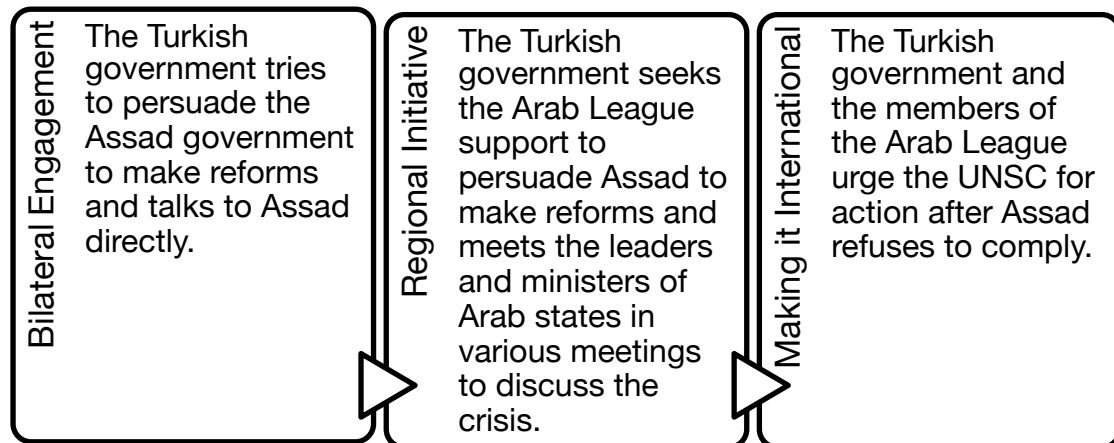 Bilateral Engagement
The Turkish
government tries
to persuade the
Assad government
to make reforms
and talks to Assad
directly.
Regional Initiative
The Turkish
government seeks
the Arab League
support to
persuade Assad to
make reforms and
meets the leaders
and ministers of
Arab states in
various meetings
to discuss the
crisis.
Making it International
The Turkish
government and
the members of
the Arab League
urge the UNSC for
action after Assad
refuses to comply.